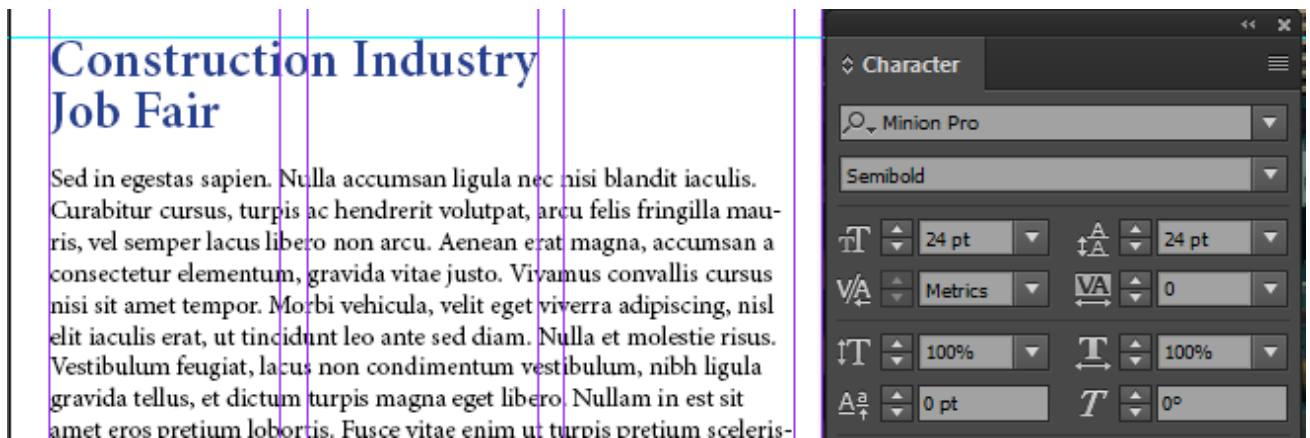 Construction Industry
Job Fair
Sed in egestas sapien. Nulla accumsan ligula nec nisi blandit iaculis.
Curabitur cursus, turpis ac hendrerit volutpat, arcu felis fringilla mau-
ris, vel semper lacus libero non arcu. Aenean erat magna, accumsan a
consectetur elementum, gravida vitae justo. Vivamus convallis cursus
nisi sit amet tempor. Morbi vehicula, velit eget viverra adipiscing, nisl
elit iaculis erat, ut tincidunt leo ante sed diam. Nulla et molestie risus.
Vestibulum feugiat, lacus non condimentum vestibulum, nibh ligula
gravida tellus, et dictum turpis magna eget libero. Nullam in est sit
amet eros pretium lobortis. Fusce vitae enim ut turpis pretium sceleris-
Character
Minion Pro
Semibold
24 pt 24 pt
Metrics 0
100% 100%
0 pt 0°